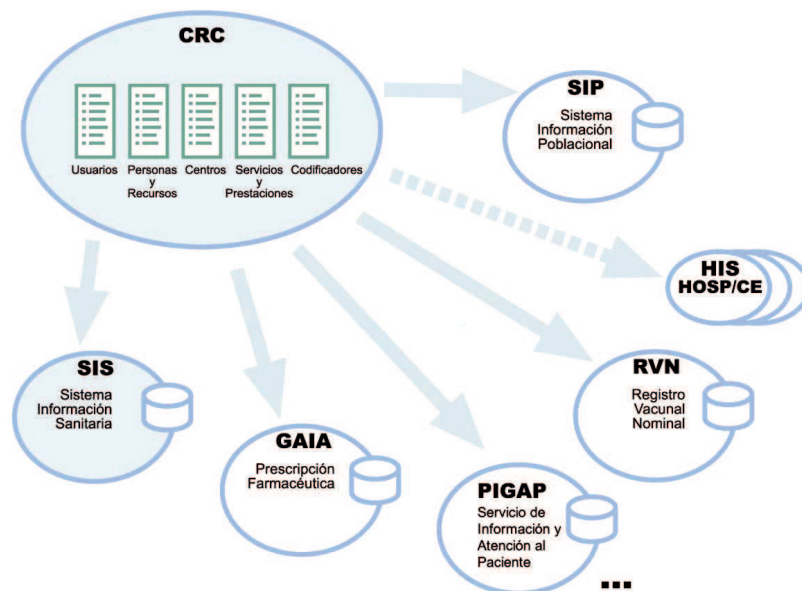 CRC
Usuarios
Personas
y
Recursos
Centros
Servicios
y
Prestaciones
Codificadores
SIP
Sistema
Información
Poblacional
HIS
HOSP/CE
RVN
Registro
Vacunal
Nominal
SIS
Sistema
Información
Sanitaria
GAIA
Prescripción
Farmacéutica
PIGAP
Servicio de
Información y
Atención al
Paciente
...